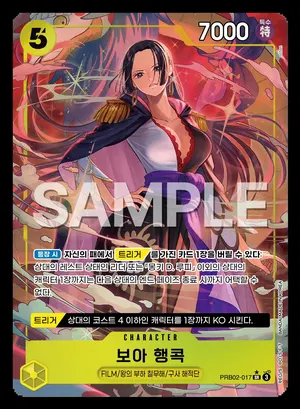 5
7000
특수
特
SAMPLE
등장 시 자신의 패에서 트리거 를 가진 카드 1장을 버릴 수 있다:
상대의 레스트 상태의 리더 또는 "몽키 D. 루피" 이외의 상대의
캐릭터 1장까지는 다음 상대의 엔드 페이즈 종료 시까지 어택할 수
없다.
트리거 상대의 코스트 4 이하인 캐릭터를 1장까지 KO 시킨다.
CHARACTER
보아 행콕
FILM/왕의 부하 칠무해/구사 해적단
PRB02-017 SR